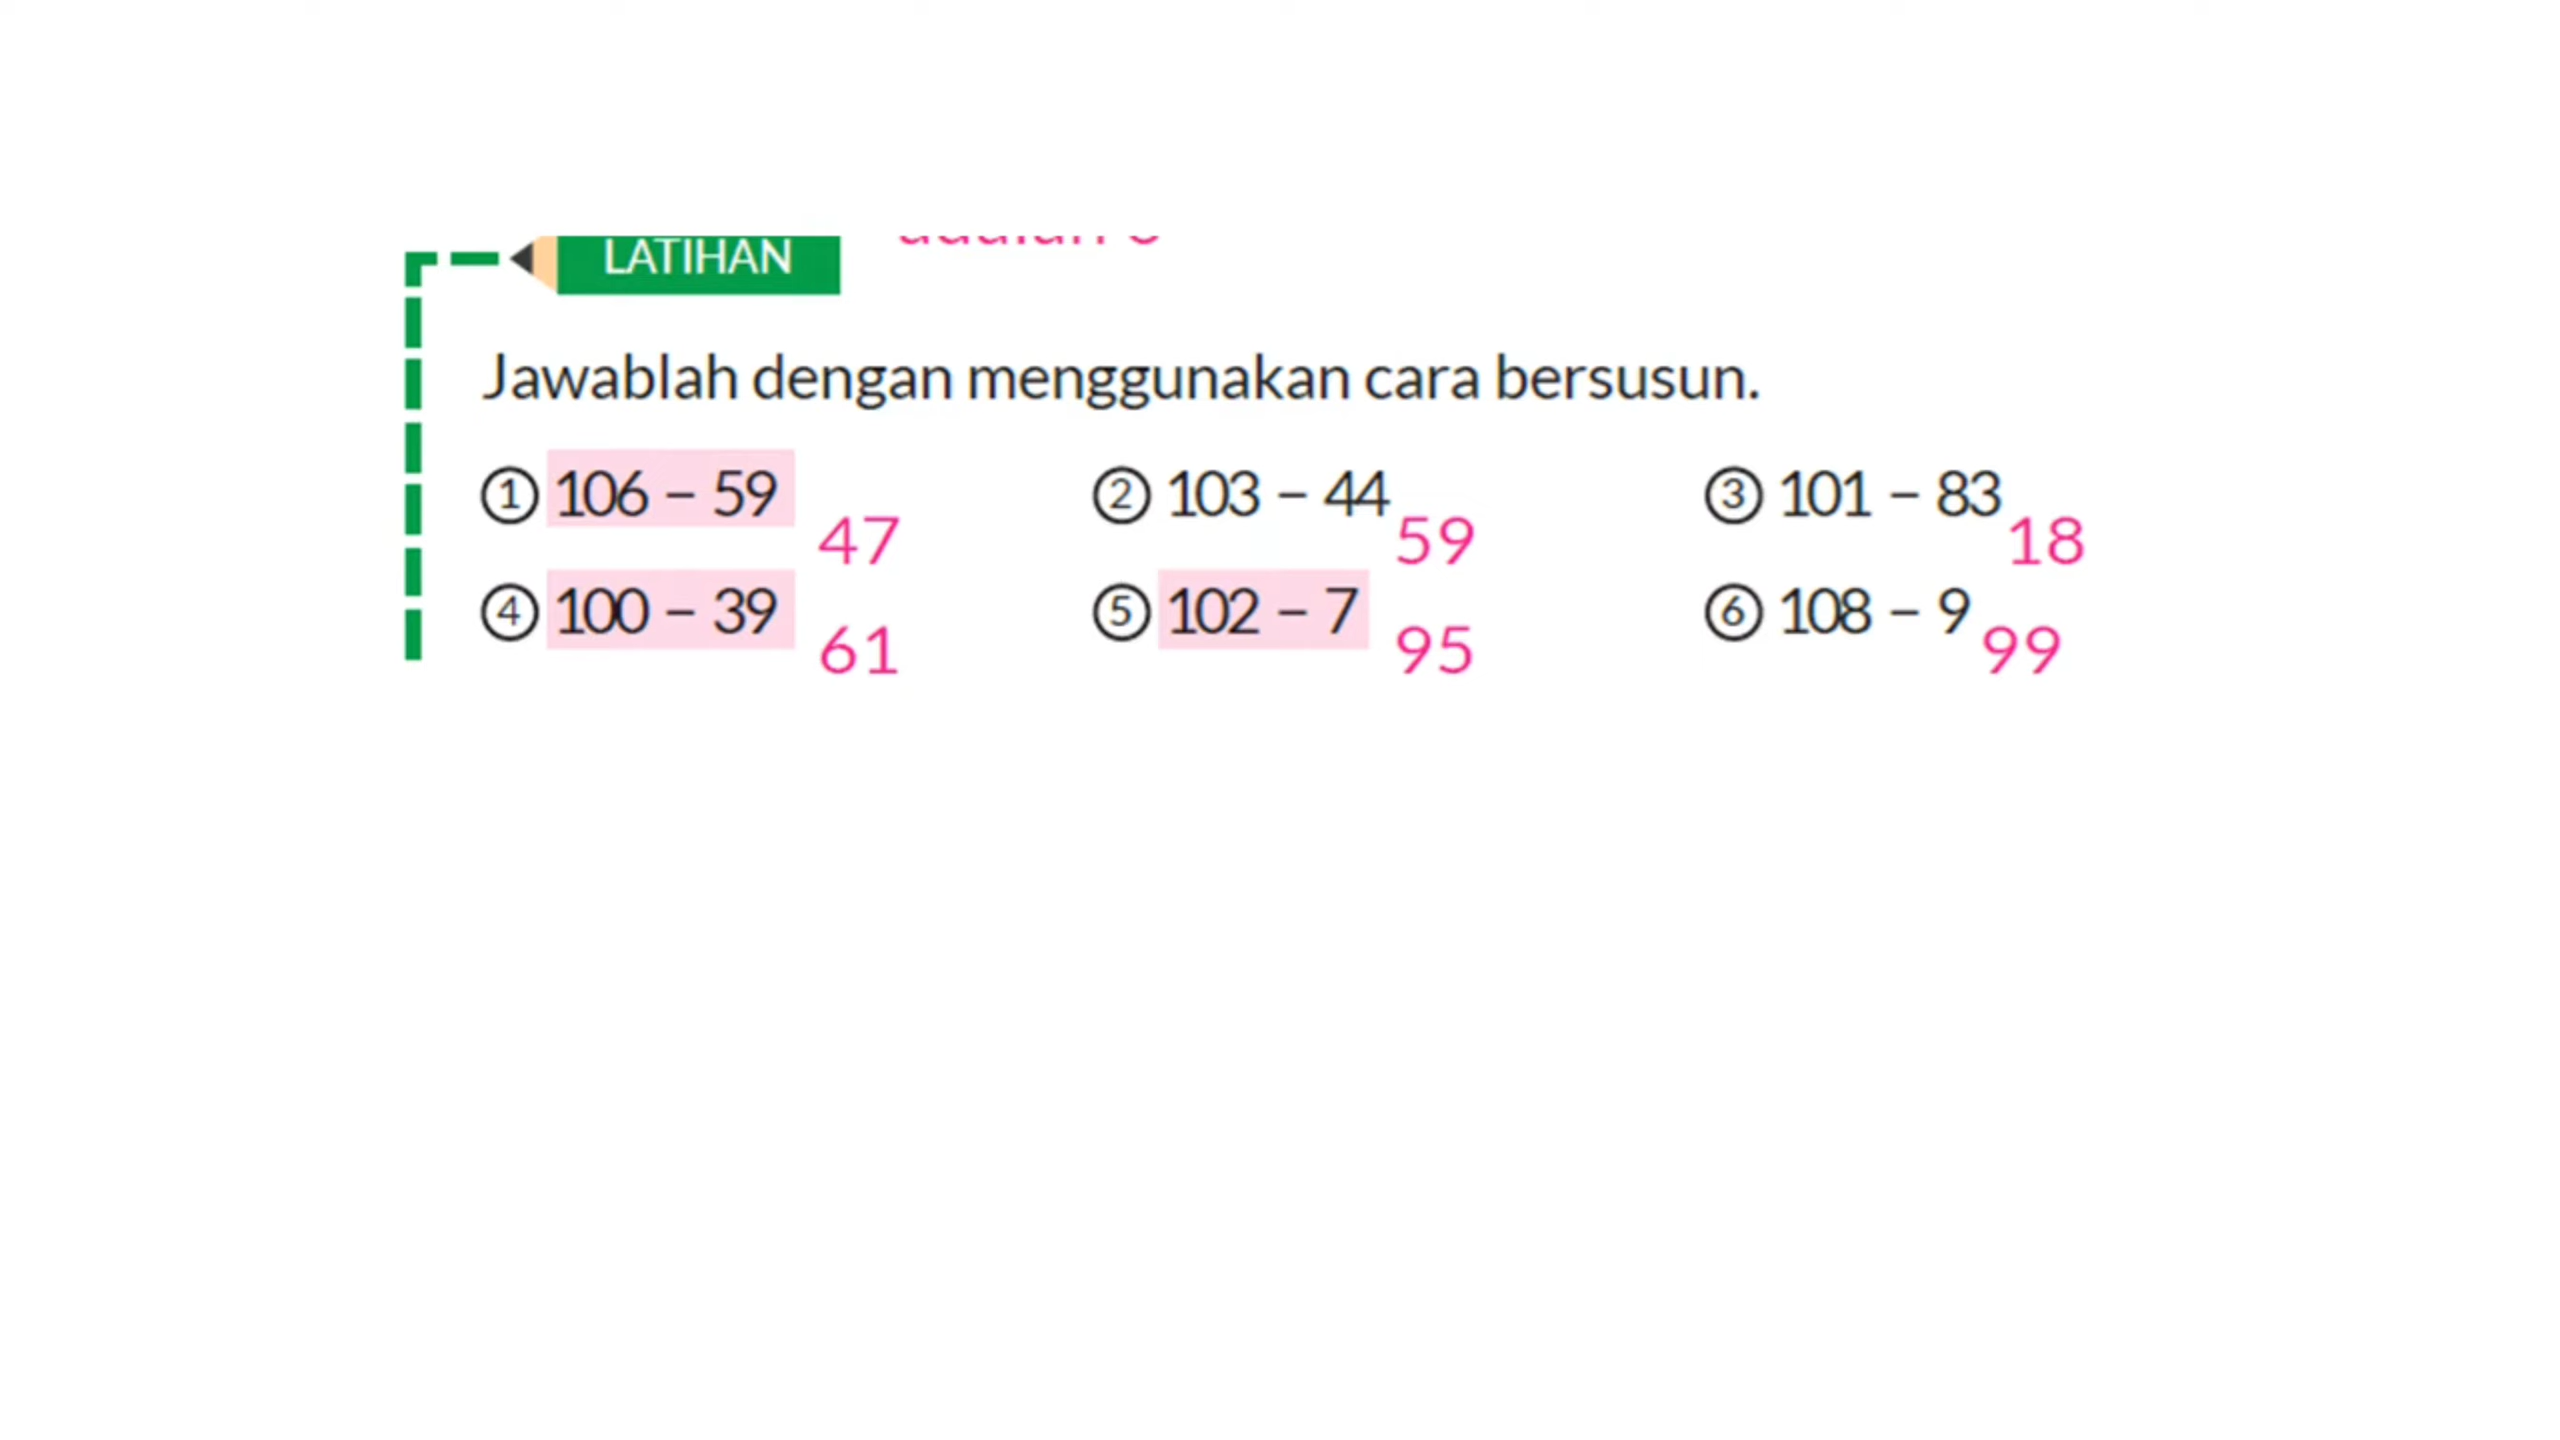 LATIHAN
Jawablah dengan menggunakan cara bersusun.
① 106 – 59 47 ② 103 – 44 59 ③ 101 – 83 18
④ 100 – 39 61 ⑤ 102 – 7 95 ⑥ 108 – 9 99